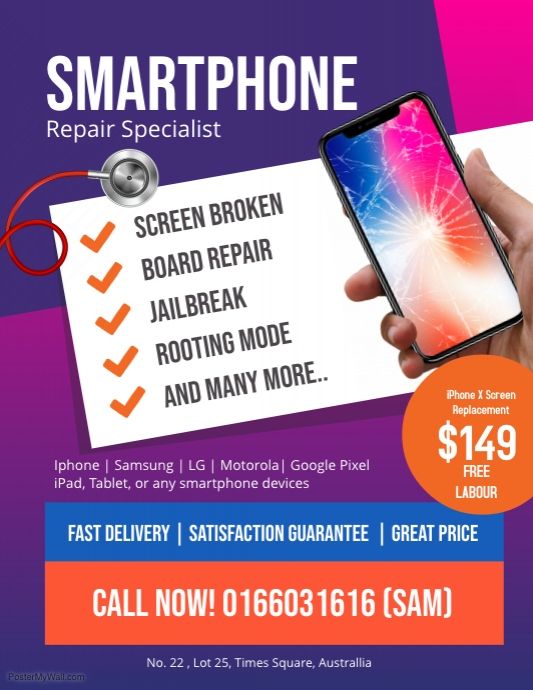 SMARTPHONE
Repair Specialist
SCREEN BROKEN
BOARD REPAIR
JAILBREAK
ROOTING MODE
AND MANY MORE..
iPhone X Screen
Replacement
$149
FREE
LABOUR
Iphone | Samsung | LG | Motorola| Google Pixel
iPad, Tablet, or any smartphone devices
FAST DELIVERY | SATISFACTION GUARANTEE | GREAT PRICE
CALL NOW! 0166031616 (SAM)
No. 22 , Lot 25, Times Square, Australlia
PosterMyWall.com